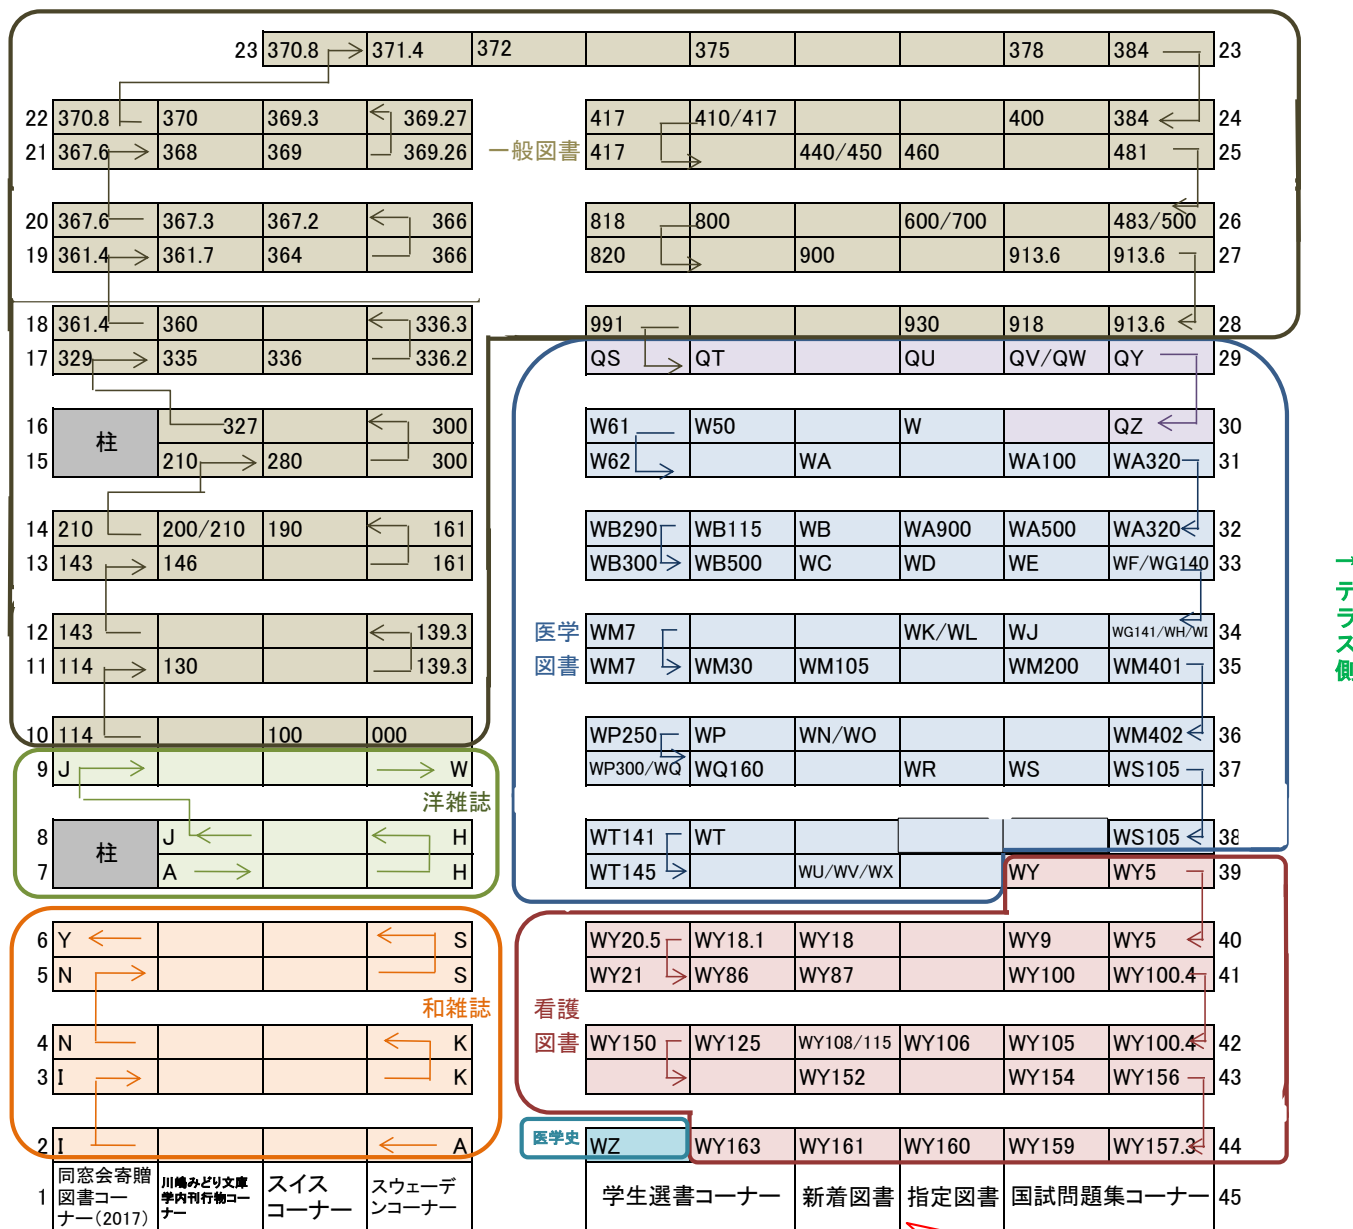 23 370.8 371.4 372 375 378 384 23
22 370.8 370 369.3 369.27 417 410/417 400 384 24
21 367.6 368 369 369.26 一般図書 417 440/450 460 481 25
20 367.6 367.3 367.2 366 818 800 600/700 483/500 26
19 361.4 361.7 364 366 820 900 913.6 913.6 27
18 361.4 360 336.3 991 930 918 913.6 28
17 329 335 336 336.2 QS QT QU QV/QW QY 29
16 柱 327 300 W61 W50 W QZ 30
15 210 280 300 W62 WA WA100 WA320 31
14 210 200/210 190 161 WB290 WB115 WB WA900 WA500 WA320 32
13 143 146 161 WB300 WB500 WC WD WE WF/WG140 33
12 143 139.3 医学 WM7 WK/WL WJ WG141/WH/WI 34
11 114 130 139.3 図書 WM7 WM30 WM105 WM200 WM401 35
10 114 100 000 WP250 WP WN/WO WM402 36
9 J W WP300/WQ WQ160 WR WS WS105 37
洋雑誌
8 柱 J H WT141 WT WS105 38
7 A H WT145 WU/WV/WX WY WY5 39
6 Y S WY20.5 WY18.1 WY18 WY9 WY5 40
5 N S WY21 WY86 WY87 WY100 WY100.4 41
和雑誌 看護
4 N K 図書 WY150 WY125 WY108/115 WY106 WY105 WY100.4 42
3 I K WY152 WY154 WY156 43
2 I A 医学史 WZ WY163 WY161 WY160 WY159 WY157.3 44
1 同窓会寄贈
図書コー
ナー(2017)
川嶋みどり文庫
学内刊行物コー
ナー
スイス
コーナー
スウェーデ
ンコーナー
学生選書コーナー 新着図書 指定図書 国試問題集コーナー 45
テラス側